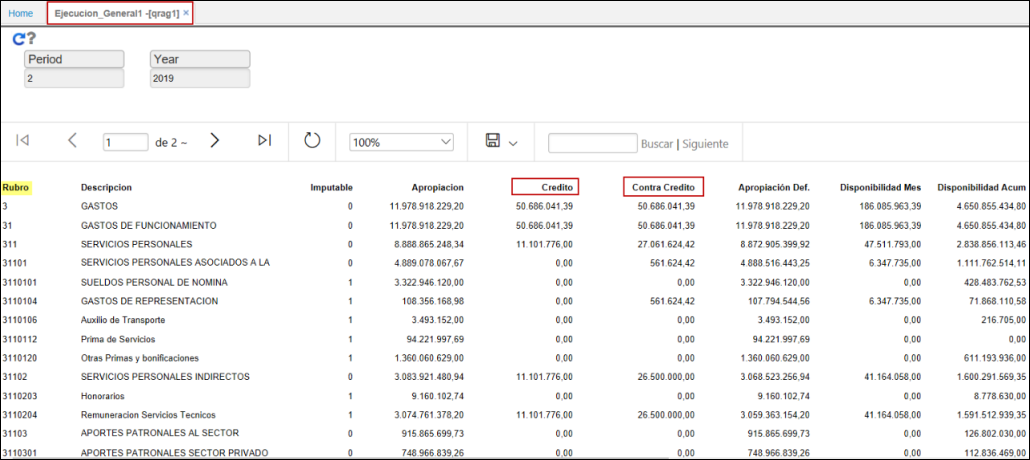 Home Ejecucion_General1 -[qrag1] ×
?
Period Year
2 2019
1 de 2 ~ 100% Buscar | Siguiente
Rubro Descripcion Imputable Apropiacion Credito Contra Credito Apropiación Def. Disponibilidad Mes Disponibilidad Acum
3 GASTOS 0 11.978.918.229,20 50.686.041,39 50.686.041,39 11.978.918.229,20 186.085.963,39 4.650.855.434,80
31 GASTOS DE FUNCIONAMIENTO 0 11.978.918.229,20 50.686.041,39 50.686.041,39 11.978.918.229,20 186.085.963,39 4.650.855.434,80
311 SERVICIOS PERSONALES 0 8.888.865.248,34 11.101.776,00 27.061.624,42 8.872.905.399,92 47.511.793,00 2.838.856.113,46
31101 SERVICIOS PERSONALES ASOCIADOS A LA 0 4.889.078.067,67 0,00 561.624,42 4.888.516.443,25 6.347.735,00 1.111.762.514,11
3110101 SUELDOS PERSONAL DE NOMINA 1 3.322.946.120,00 0,00 0,00 3.322.946.120,00 0,00 428.483.762,53
3110104 GASTOS DE REPRESENTACION 1 108.356.168,98 0,00 561.624,42 107.794.544,56 6.347.735,00 71.868.110,58
3110106 Auxilio de Transporte 1 3.493.152,00 0,00 0,00 3.493.152,00 0,00 216.705,00
3110112 Prima de Servicios 1 94.221.997,69 0,00 0,00 94.221.997,69 0,00 0,00
3110120 Otras Primas y bonificaciones 1 1.360.060.629,00 0,00 0,00 1.360.060.629,00 0,00 611.193.936,00
31102 SERVICIOS PERSONALES INDIRECTOS 0 3.083.921.480,94 11.101.776,00 26.500.000,00 3.068.523.256,94 41.164.058,00 1.600.291.569,35
3110203 Honorarios 1 9.160.102,74 0,00 0,00 9.160.102,74 0,00 8.778.630,00
3110204 Remuneracion Servicios Tecnicos 1 3.074.761.378,20 11.101.776,00 26.500.000,00 3.059.363.154,20 41.164.058,00 1.591.512.939,35
31103 APORTES PATRONALES AL SECTOR 0 915.865.699,73 0,00 0,00 915.865.699,73 0,00 126.802.030,00
3110301 APORTES PATRONALES SECTOR PRIVADO 0 748.966.839,26 0,00 0,00 748.966.839,26 0,00 112.836.469,00